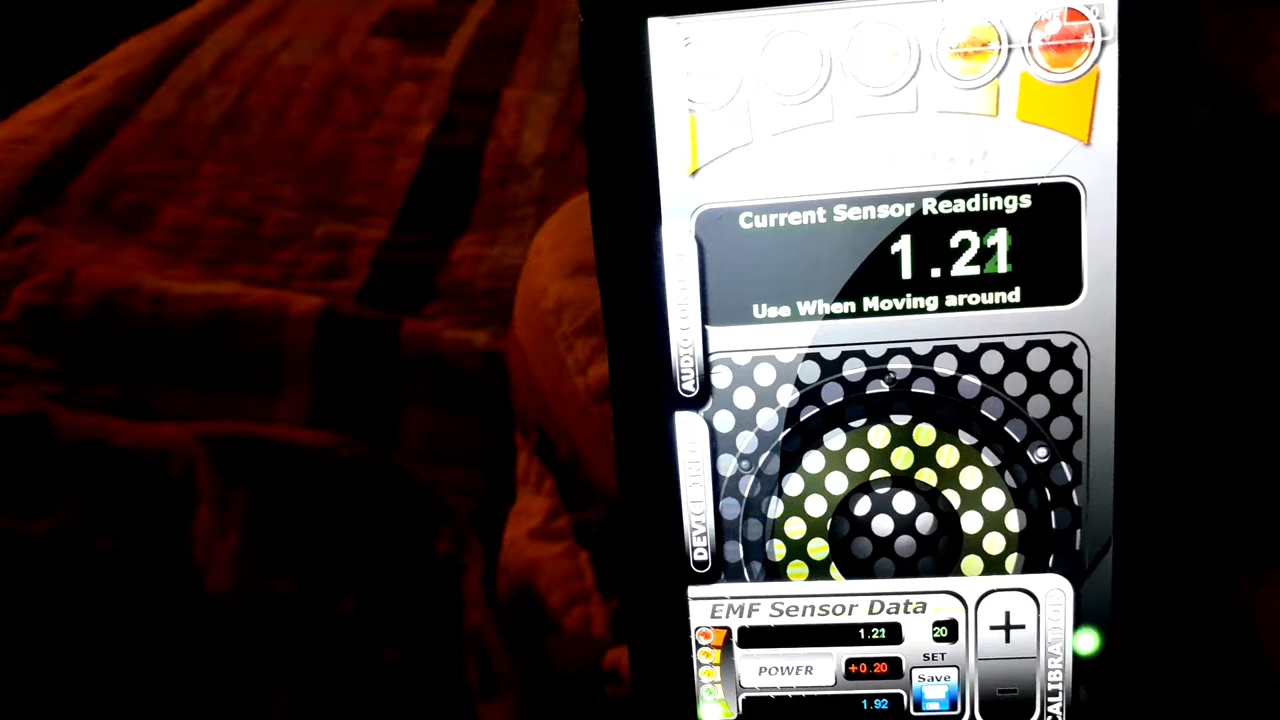 Current Sensor Readings
1.21
Use When Moving around
AUDIO
DEVICE INFO
EMF Sensor Data
1.21
20
SET
POWER
+0.20
Save
1.92
+
-
CALIBRATION